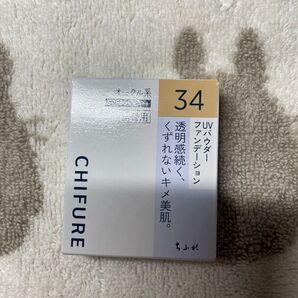 オークル系
34
UVパウダー
ファンデーション
透明感続く、
くずれないキメ美肌。
CHIFURE
ちふれ